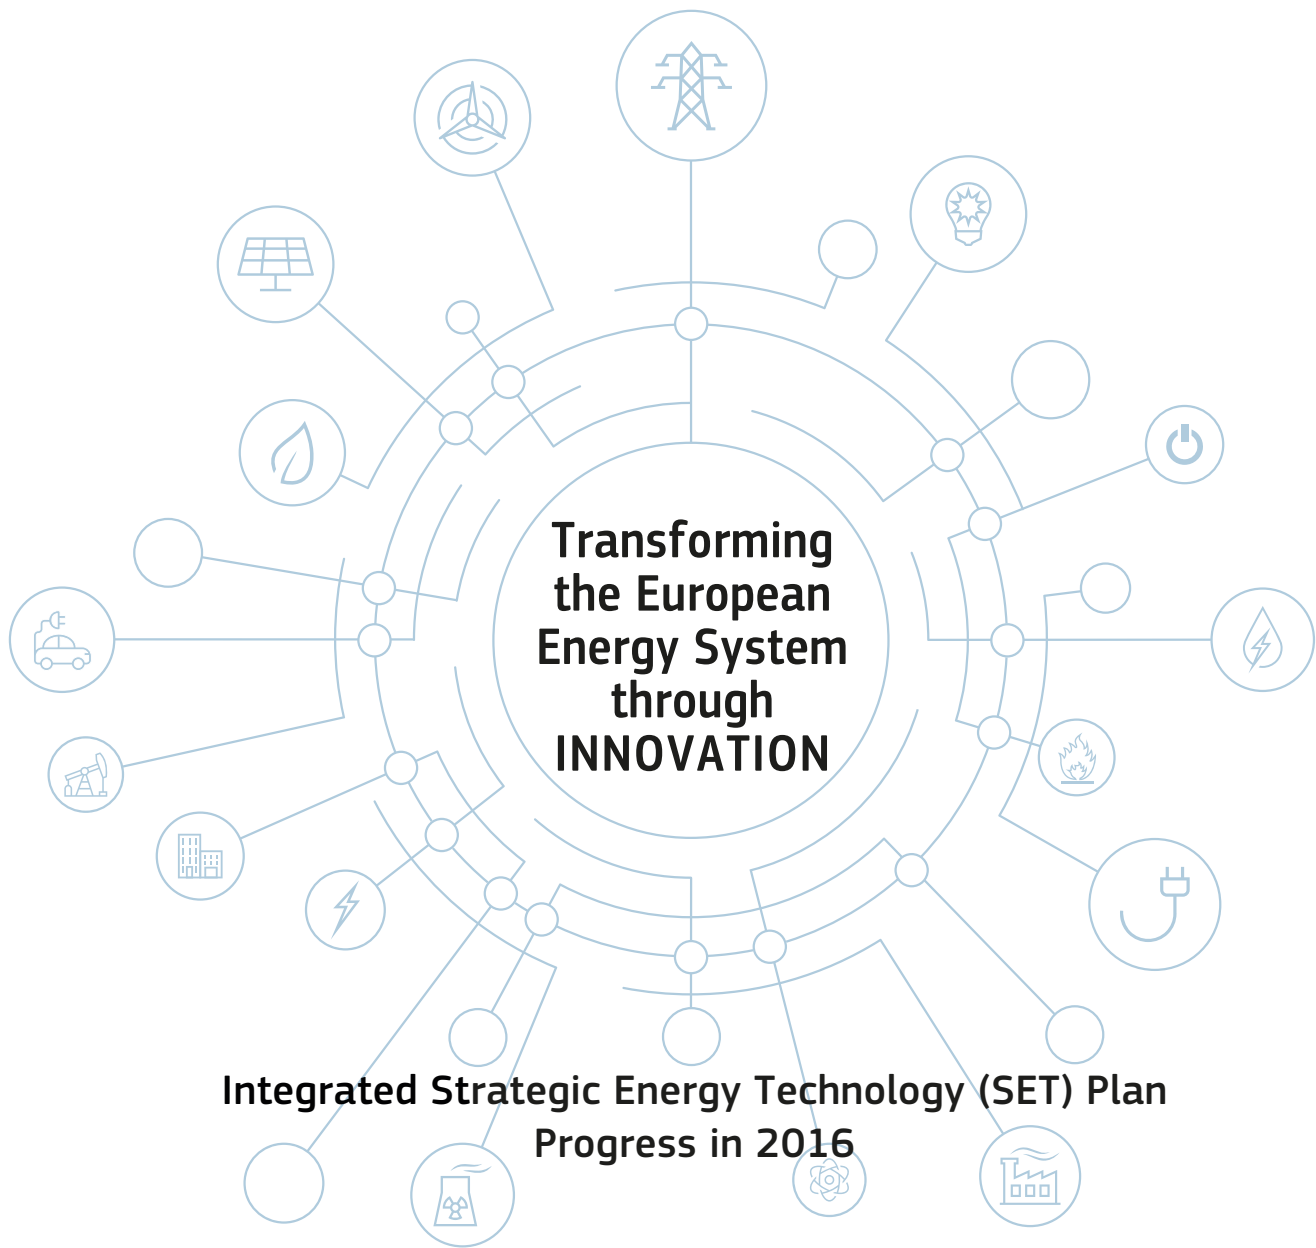 Transforming
the European
Energy System
through
INNOVATION
Integrated Strategic Energy Technology (SET) Plan
Progress in 2016